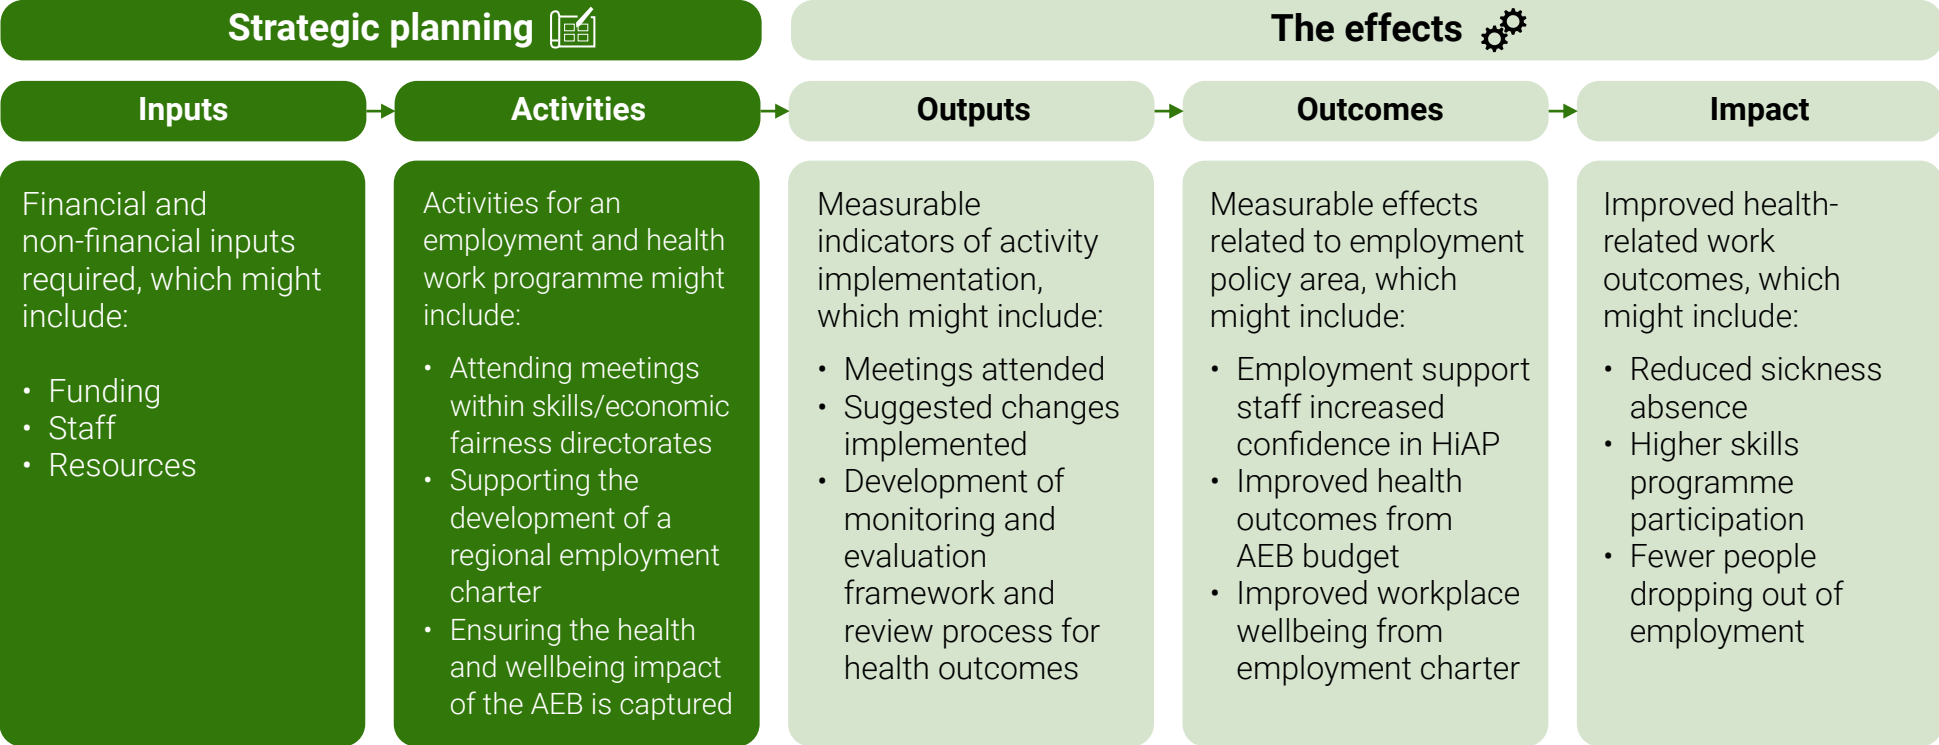 Strategic planning
The effects
Inputs
Activities
Outputs
Outcomes
Impact
Financial and
non-financial inputs
required, which might
include:
• Funding
• Staff
• Resources
Activities for an
employment and health
work programme might
include:
• Attending meetings
within skills/economic
fairness directorates
• Supporting the
development of a
regional employment
charter
• Ensuring the health
and wellbeing impact
of the AEB is captured
Measurable
indicators of activity
implementation,
which might include:
• Meetings attended
• Suggested changes
implemented
• Development of
monitoring and
evaluation
framework and
review process for
health outcomes
Measurable effects
related to employment
policy area, which
might include:
• Employment support
staff increased
confidence in HiAP
• Improved health
outcomes from
AEB budget
• Improved workplace
wellbeing from
employment charter
Improved health-
related work
outcomes, which
might include:
• Reduced sickness
absence
• Higher skills
programme
participation
• Fewer people
dropping out of
employment